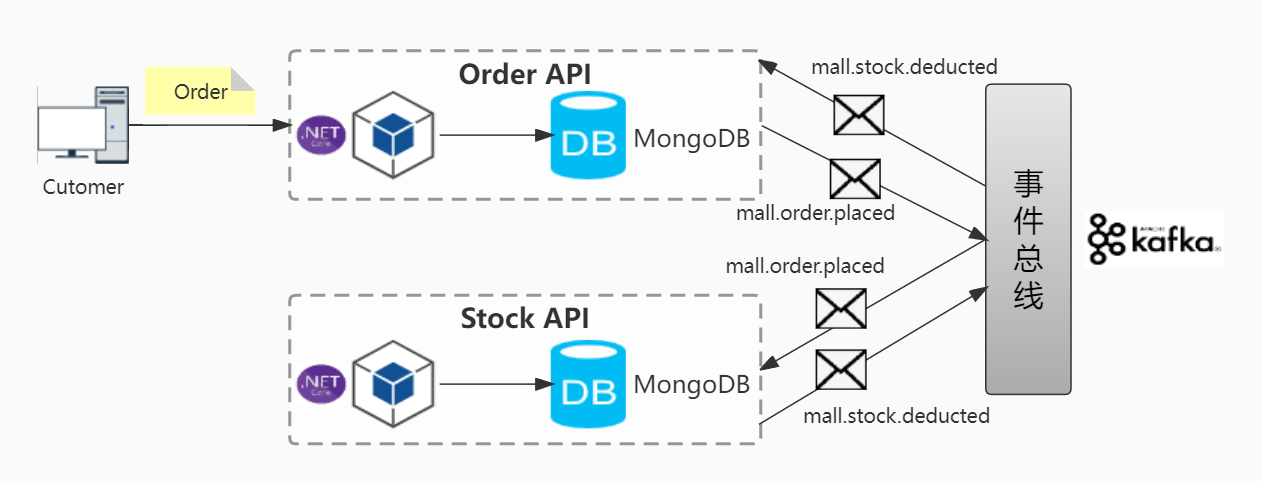 Order API
mall.stock.deducted
Order
.NET
Core
DB
MongoDB
Cutomer
mall.order.placed
事件总线
kafka
mall.order.placed
Stock API
.NET
Core
DB
MongoDB
mall.stock.deducted